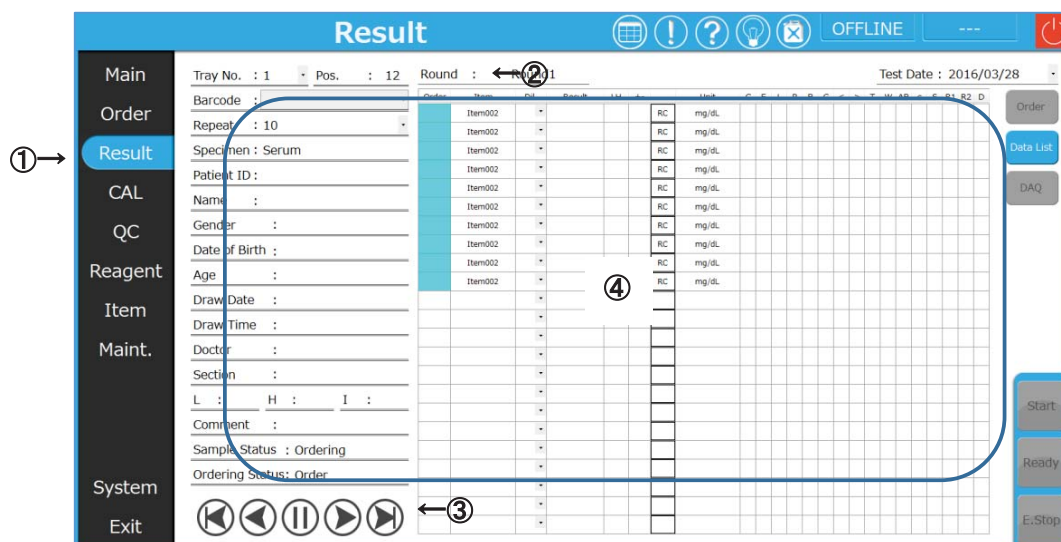 Result
OFFLINE
---
Main
Order
Result
CAL
QC
Reagent
Item
Maint.
System
Exit
①→
Tray No. : 1 Pos. : 12
Barcode :
Repeat : 10
Specimen : Serum
Patient ID :
Name :
Gender :
Date of Birth :
Age :
Draw Date :
Draw Time :
Doctor :
Section :
L : H : I :
Comment :
Sample Status : Ordering
Ordering Status: Order
←③
Round : ←② Round1
Test Date : 2016/03/28
Item002 RC mg/dL
Item002 RC mg/dL
Item002 RC mg/dL
Item002 RC mg/dL
Item002 RC mg/dL
Item002 RC mg/dL
Item002 RC mg/dL
Item002 RC mg/dL
Item002 RC mg/dL
Item002 RC mg/dL
④
Order
Data List
DAQ
Start
Ready
E.Stop